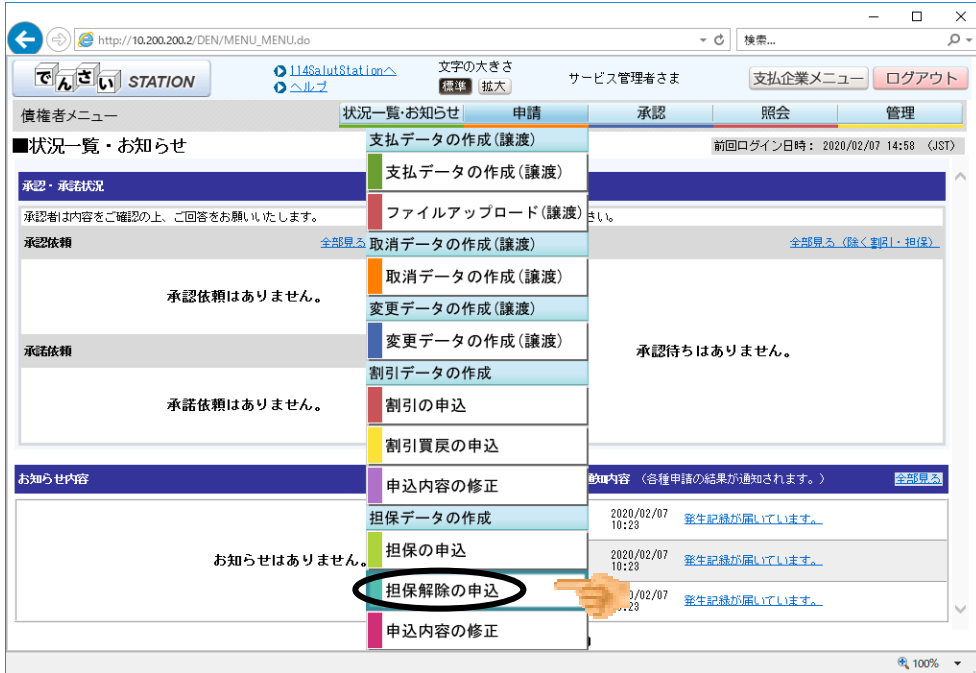 http://10.200.200.2/DEN/MENU_MENU.do
検索...
でんさい STATION
114SalutStationへ
ヘルプ
文字の大きさ
標準 拡大
サービス管理者さま
支払企業メニュー
ログアウト
債権者メニュー
状況一覧・お知らせ 申請 承認 照会 管理
■状況一覧・お知らせ
前回ログイン日時: 2020/02/07 14:58 (JST)
支払データの作成(譲渡)
支払データの作成(譲渡)
ファイルアップロード(譲渡)
取消データの作成(譲渡)
取消データの作成(譲渡)
変更データの作成(譲渡)
変更データの作成(譲渡)
割引データの作成
割引の申込
割引買戻の申込
申込内容の修正
担保データの作成
担保の申込
担保解除の申込
申込内容の修正
承認・承諾状況
承認者は内容をご確認の上、ご回答をお願いいたします。
さい。
承認依頼
全部見る
全部見る(除く割引・担保)
承認依頼はありません。
承諾依頼
承認待ちはありません。
承諾依頼はありません。
お知らせ内容
通知内容 (各種申請の結果が通知されます。)
全部見る
お知らせはありません。
2020/02/07
10:23
発生記録が届いています。
2020/02/07
10:23
発生記録が届いています。
0/02/07
:23
発生記録が届いています。
100%